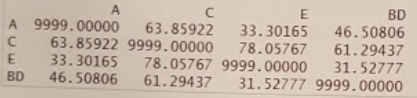 A C E BD
A 9999.00000 63.85922 33.30165 46.50806
C 63.85922 9999.00000 78.05767 61.29437
E 33.30165 78.05767 9999.00000 31.52777
BD 46.50806 61.29437 31.52777 9999.00000